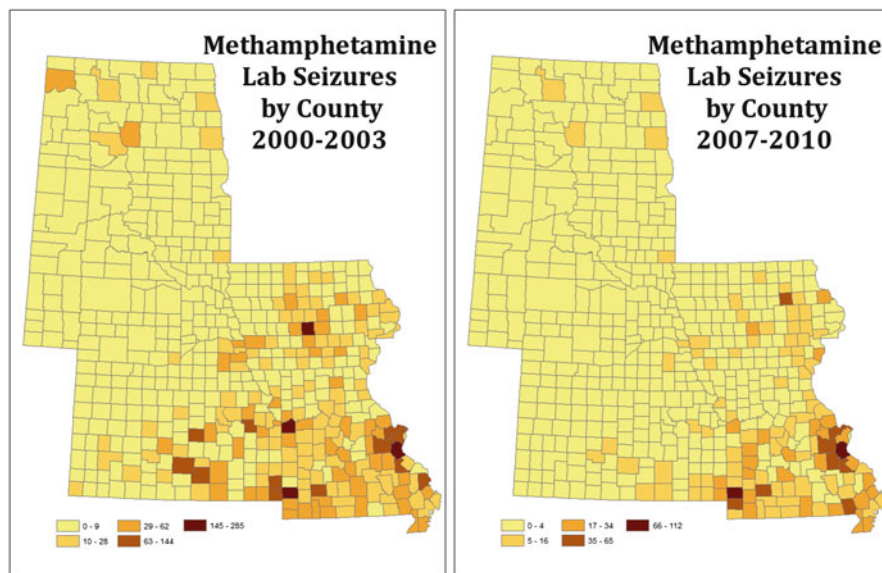 Methamphetamine
Lab Seizures
by County
2000-2003
0 - 9
10 - 28
29 - 62
63 - 144
145 - 285
Methamphetamine
Lab Seizures
by County
2007-2010
0 - 4
5 - 16
17 - 34
35 - 65
66 - 112